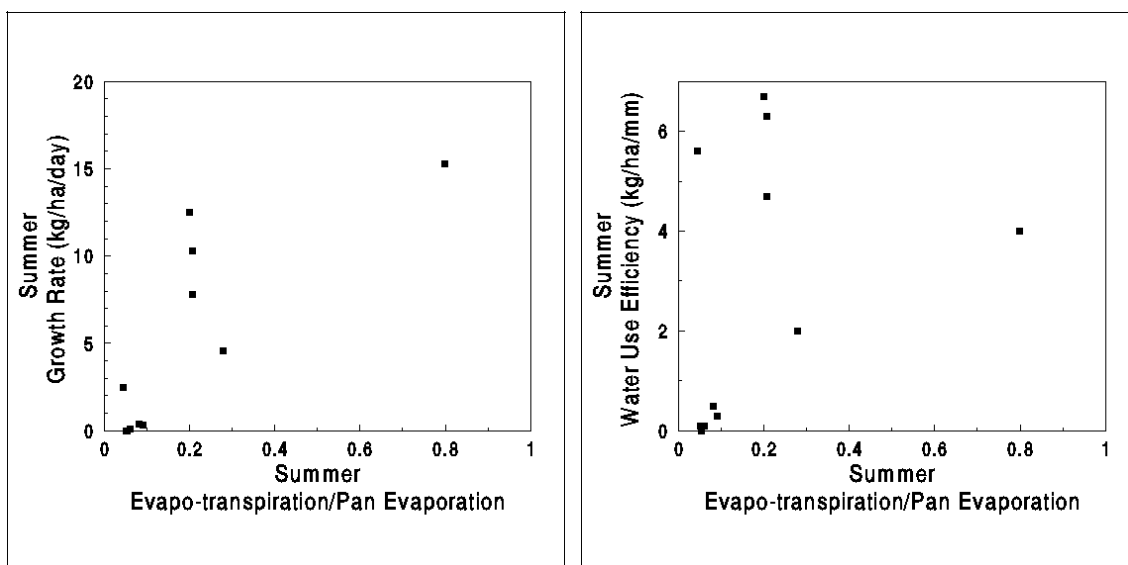 20
15
10
5
0
Summer
Growth Rate (kg/ha/day)
0 0.2 0.4 0.6 0.8 1
Summer
Evapo-transpiration/Pan Evaporation
6
4
2
0
Summer
Water Use Efficiency (kg/ha/mm)
0 0.2 0.4 0.6 0.8 1
Summer
Evapo-transpiration/Pan Evaporation